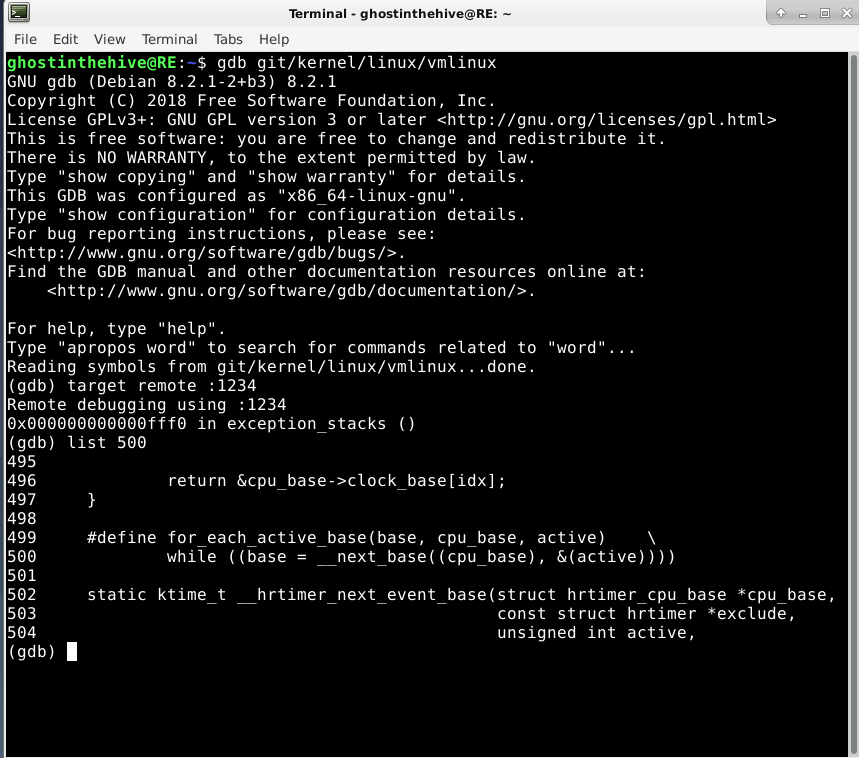 Terminal - ghostinthehive@RE: ~
File Edit View Terminal Tabs Help
ghostinthehive@RE:~$ gdb git/kernel/linux/vmlinux
GNU gdb (Debian 8.2.1-2+b3) 8.2.1
Copyright (C) 2018 Free Software Foundation, Inc.
License GPLv3+: GNU GPL version 3 or later <http://gnu.org/licenses/gpl.html>
This is free software: you are free to change and redistribute it.
There is NO WARRANTY, to the extent permitted by law.
Type "show copying" and "show warranty" for details.
This GDB was configured as "x86_64-linux-gnu".
Type "show configuration" for configuration details.
For bug reporting instructions, please see:
<http://www.gnu.org/software/gdb/bugs/>.
Find the GDB manual and other documentation resources online at:
    <http://www.gnu.org/software/gdb/documentation/>.

For help, type "help".
Type "apropos word" to search for commands related to "word"...
Reading symbols from git/kernel/linux/vmlinux...done.
(gdb) target remote :1234
Remote debugging using :1234
0x000000000000fff0 in exception_stacks ()
(gdb) list 500
495
496             return &cpu_base->clock_base[idx];
497     }
498
499     #define for_each_active_base(base, cpu_base, active)    \
500             while ((base = __next_base((cpu_base), &(active))))
501
502     static ktime_t __hrtimer_next_event_base(struct hrtimer_cpu_base *cpu_base,
503                                              const struct hrtimer *exclude,
504                                              unsigned int active,
(gdb)